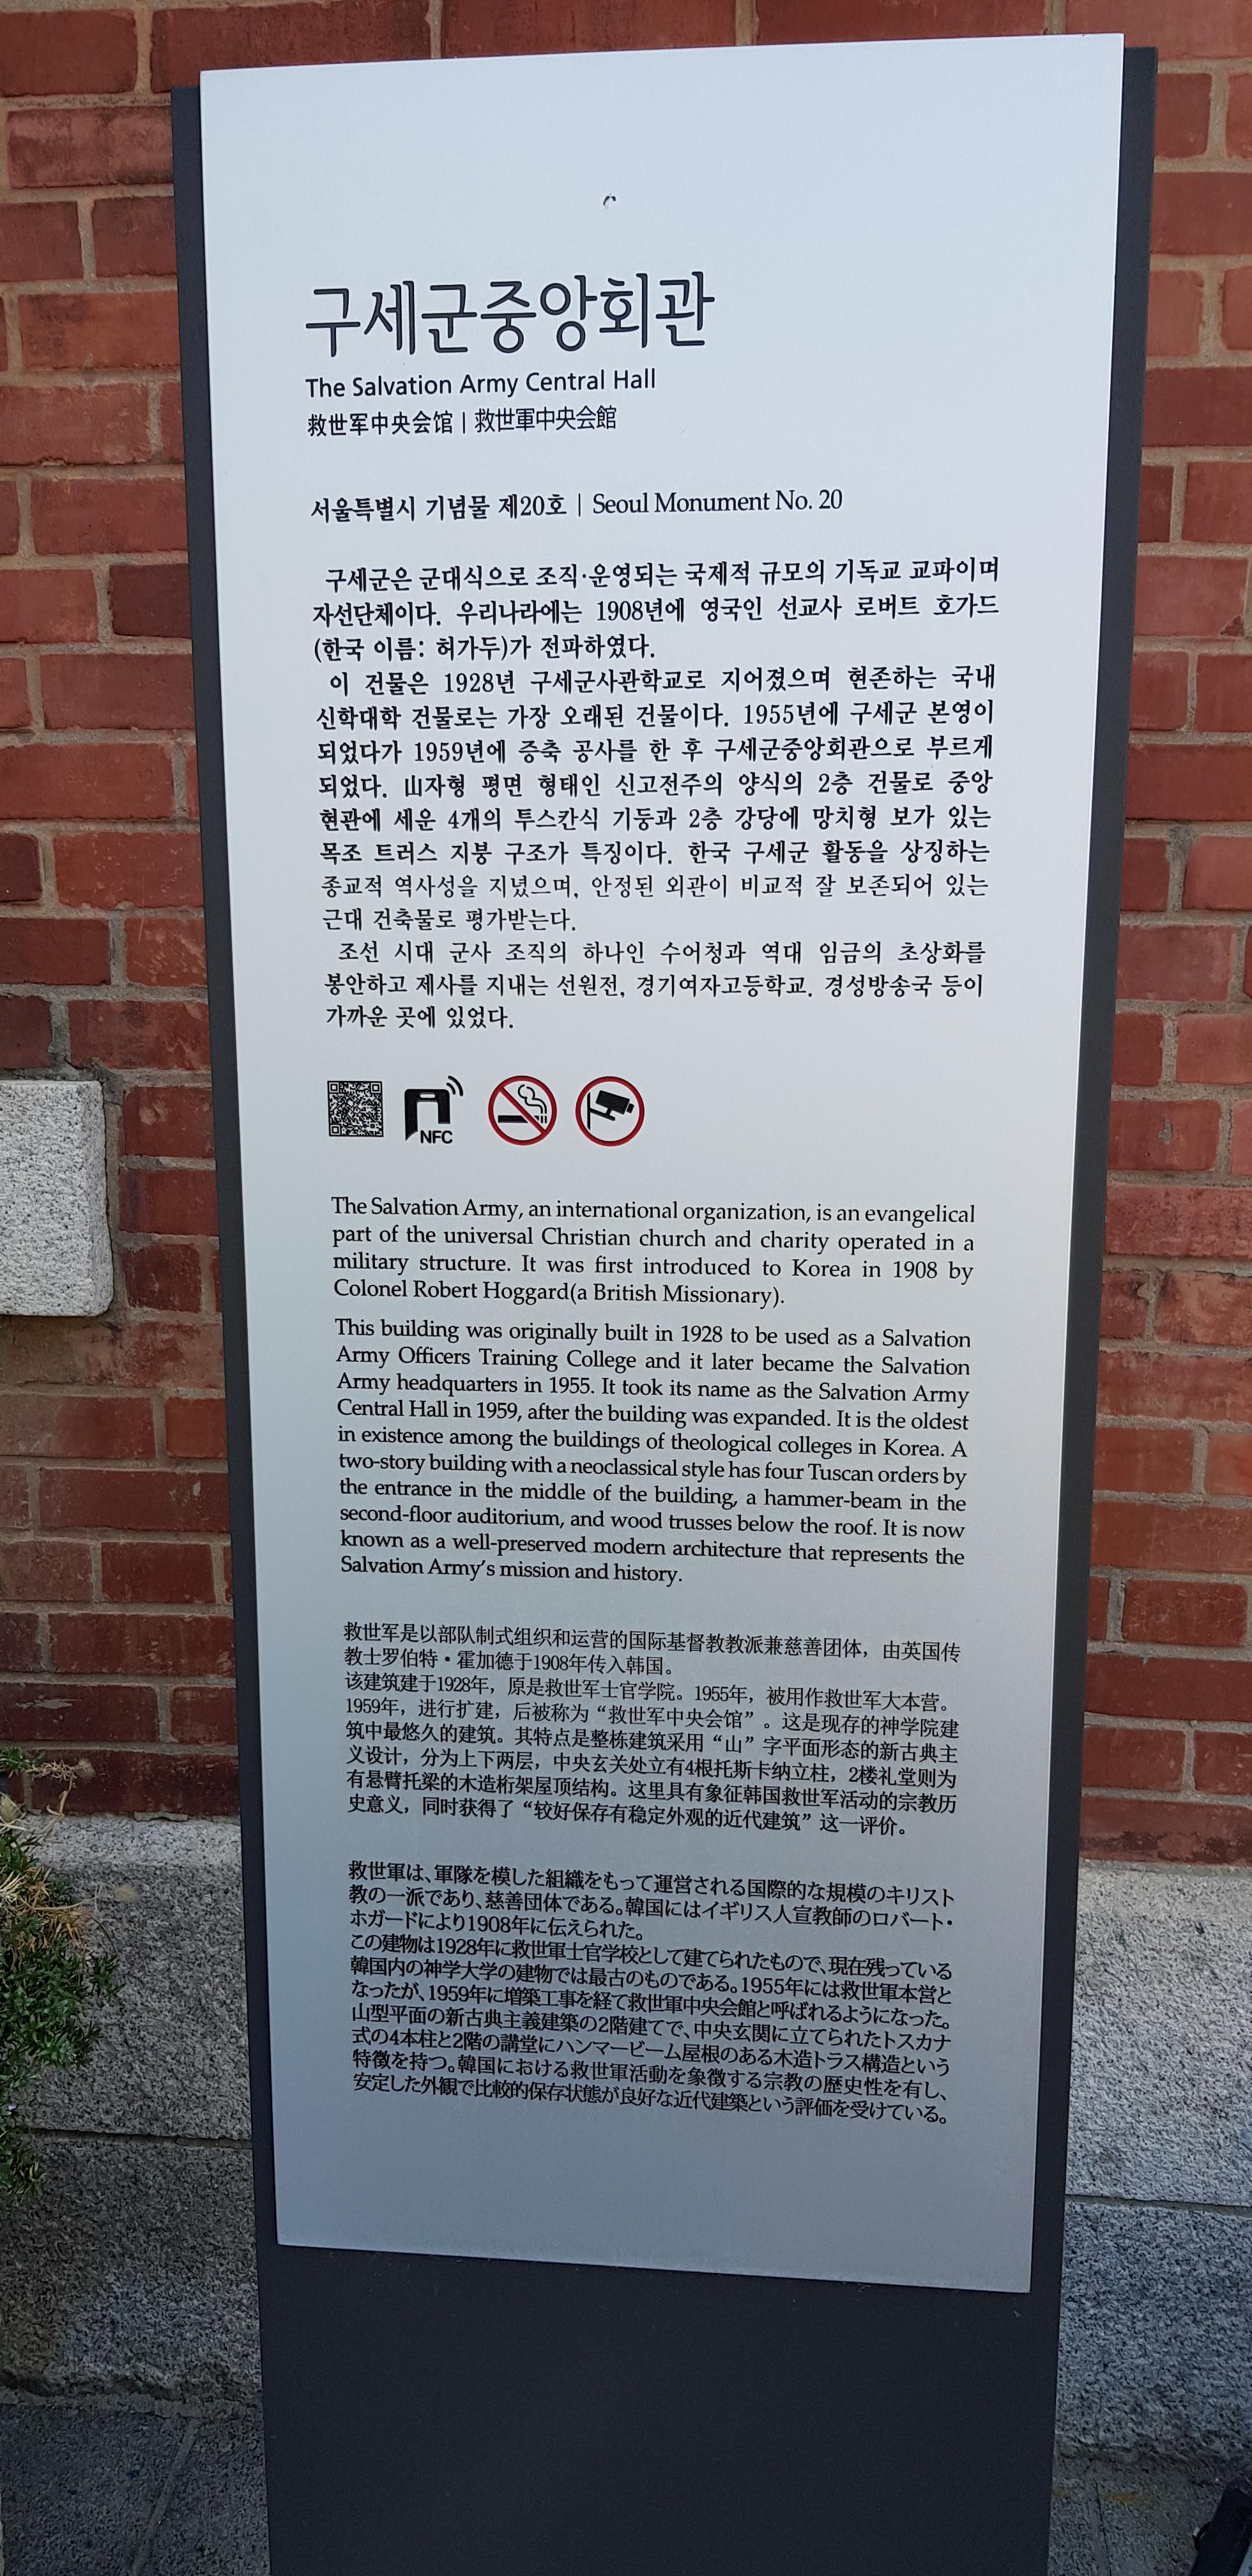 구세군중앙회관
The Salvation Army Central Hall
救世军中央会馆 | 救世軍中央会館
서울특별시 기념물 제20호 | Seoul Monument No. 20
구세군은 군대식으로 조직·운영되는 국제적 규모의 기독교 교파이며
자선단체이다. 우리나라에는 1908년에 영국인 선교사 로버트 호가드
(한국 이름: 허가두)가 전파하였다.
이 건물은 1928년 구세군사관학교로 지어졌으며 현존하는 국내
신학대학 건물로는 가장 오래된 건물이다. 1955년에 구세군 본영이
되었다가 1959년에 증축 공사를 한 후 구세군중앙회관으로 부르게
되었다. 山자형 평면 형태인 신고전주의 양식의 2층 건물로 중앙
현관에 세운 4개의 투스칸식 기둥과 2층 강당에 망치형 보가 있는
목조 트러스 지붕 구조가 특징이다. 한국 구세군 활동을 상징하는
종교적 역사성을 지녔으며, 안정된 외관이 비교적 잘 보존되어 있는
근대 건축물로 평가받는다.
조선 시대 군사 조직의 하나인 수어청과 역대 임금의 초상화를
봉안하고 제사를 지내는 선원전, 경기여자고등학교, 경성방송국 등이
가까운 곳에 있었다.
NFC
The Salvation Army, an international organization, is an evangelical
part of the universal Christian church and charity operated in a
military structure. It was first introduced to Korea in 1908 by
Colonel Robert Hoggard(a British Missionary).
This building was originally built in 1928 to be used as a Salvation
Army Officers Training College and it later became the Salvation
Army headquarters in 1955. It took its name as the Salvation Army
Central Hall in 1959, after the building was expanded. It is the oldest
in existence among the buildings of theological colleges in Korea. A
two-story building with a neoclassical style has four Tuscan orders by
the entrance in the middle of the building, a hammer-beam in the
second-floor auditorium, and wood trusses below the roof. It is now
known as a well-preserved modern architecture that represents the
Salvation Army's mission and history.
救世军是以部队制式组织和运营的国际基督教教派兼慈善团体，由英国传
教士罗伯特·霍加德于1908年传入韩国。
该建筑建于1928年，原是救世军士官学院。1955年，被用作救世军大本营。
1959年，进行扩建，后被称为“救世军中央会馆”。这是现存的神学院建
筑中最悠久的建筑。其特点是整栋建筑采用“山”字平面形态的新古典主
义设计，分为上下两层，中央玄关处立有4根托斯卡纳立柱，2楼礼堂则为
有悬臂托梁的木造桁架屋顶结构。这里具有象征韩国救世军活动的宗教历
史意义，同时获得了“较好保存有稳定外观的近代建筑”这一评价。
救世軍は、軍隊を模した組織をもって運営される国際的な規模のキリスト
教の一派であり、慈善団体である。韓国にはイギリス人宣教師のロバート・
ホガードにより1908年に伝えられた。
この建物は1928年に救世軍士官学校として建てられたもので、現在残っている
韓国内の神学大学の建物では最古のものである。1955年には救世軍本営と
なったが、1959年に増築工事を経て救世軍中央会館と呼ばれるようになった。
山型平面の新古典主義建築の2階建てで、中央玄関に立てられたトスカナ
式の4本柱と2階の講堂にハンマービーム屋根のある木造トラス構造という
特徴を持つ。韓国における救世軍活動を象徴する宗教の歴史性を有し、
安定した外観で比較的保存状態が良好な近代建築という評価を受けている。